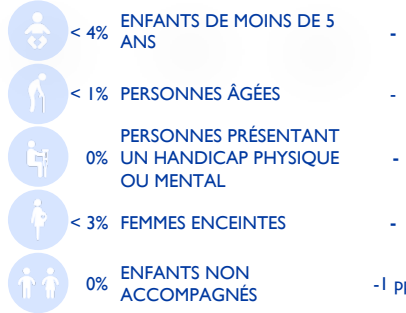 < 4% ENFANTS DE MOINS DE 5 ANS -
< 1% PERSONNES ÂGÉES -
0% PERSONNES PRÉSENTANT UN HANDICAP PHYSIQUE OU MENTAL -
< 3% FEMMES ENCEINTES -
0% ENFANTS NON ACCOMPAGNÉS -1